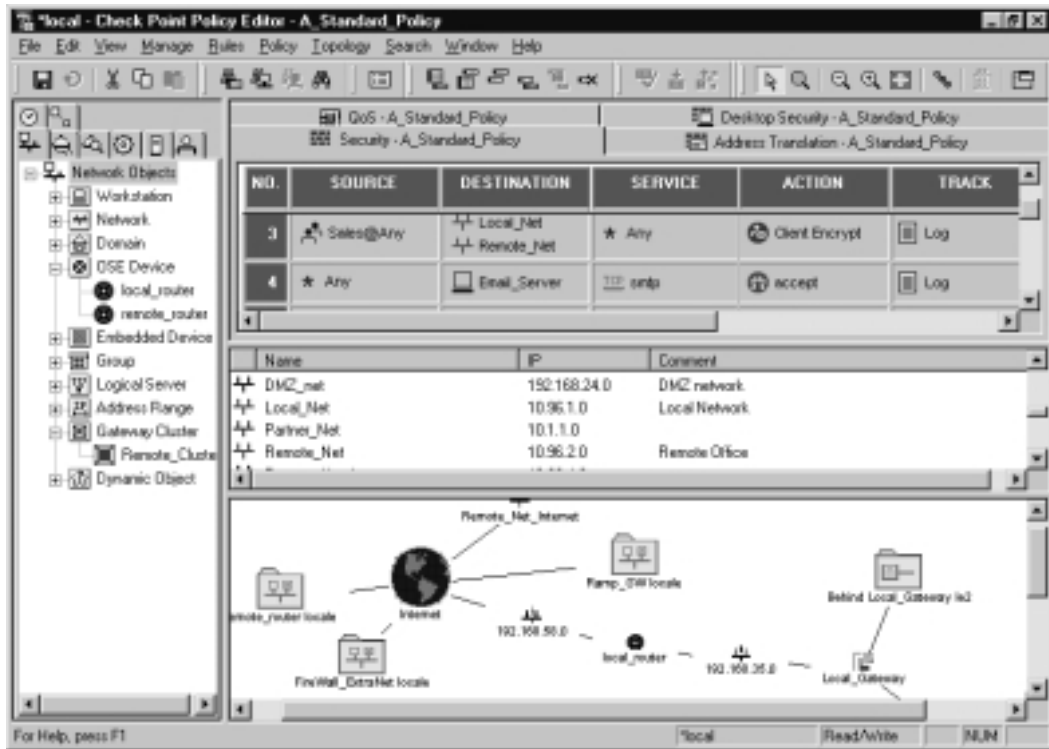 *local - Check Point Policy Editor - A_Standard_Policy
File Edit View Manage Rules Policy Topology Search Window Help
QoS - A_Standard_Policy
Desktop Security - A_Standard_Policy
Security - A_Standard_Policy
Address Translation - A_Standard_Policy
Network Objects
Workstation
Network
Domain
OSE Device
local_router
remote_router
Embedded Device
Group
Logical Server
Address Range
Gateway Cluster
Remote_Cluste
Dynamic Object
NO. SOURCE DESTINATION SERVICE ACTION TRACK
3 Sales@Any Local_Net Remote_Net * Any Client Encrypt Log
4 * Any Email_Server TCP smtp accept Log
Name IP Comment
DMZ_net 192.168.24.0 DMZ network
Local_Net 10.96.1.0 Local Network
Partner_Net 10.1.1.0
Remote_Net 10.96.2.0 Remote Office
Remote_Net_Internet
Ramp_GW locale
Behind Local_Gateway le2
emote_router locale
Internet
192.168.58.0
local_router
192.168.35.0
Local_Gateway
FireWall_ExtraNet locale
For Help, press F1
*local
Read/Write
NUM